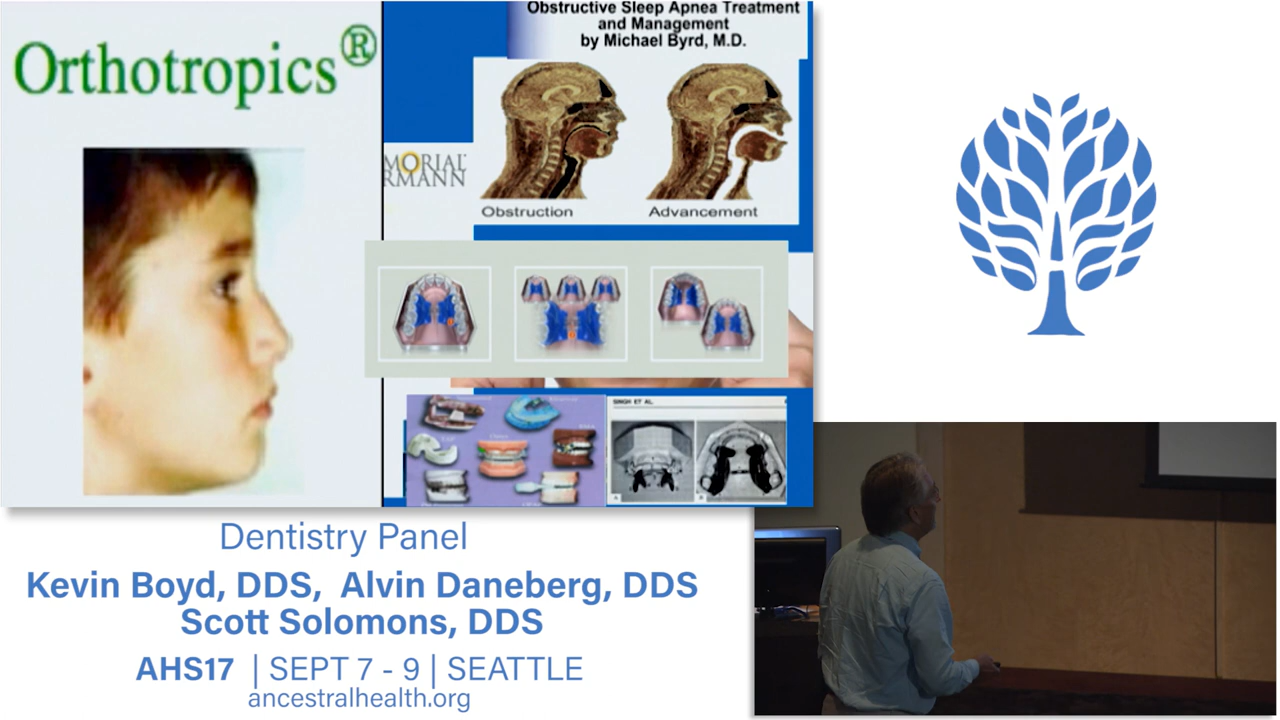 Orthotropics®
Obstructive Sleep Apnea Treatment
and Management
by Michael Byrd, M.D.
MORIAL
RMANN
Obstruction
Advancement
SINGH ET AL.
A
B
Dentistry Panel
Kevin Boyd, DDS, Alvin Daneberg, DDS
Scott Solomons, DDS
AHS17 | SEPT 7 - 9 | SEATTLE
ancestralhealth.org